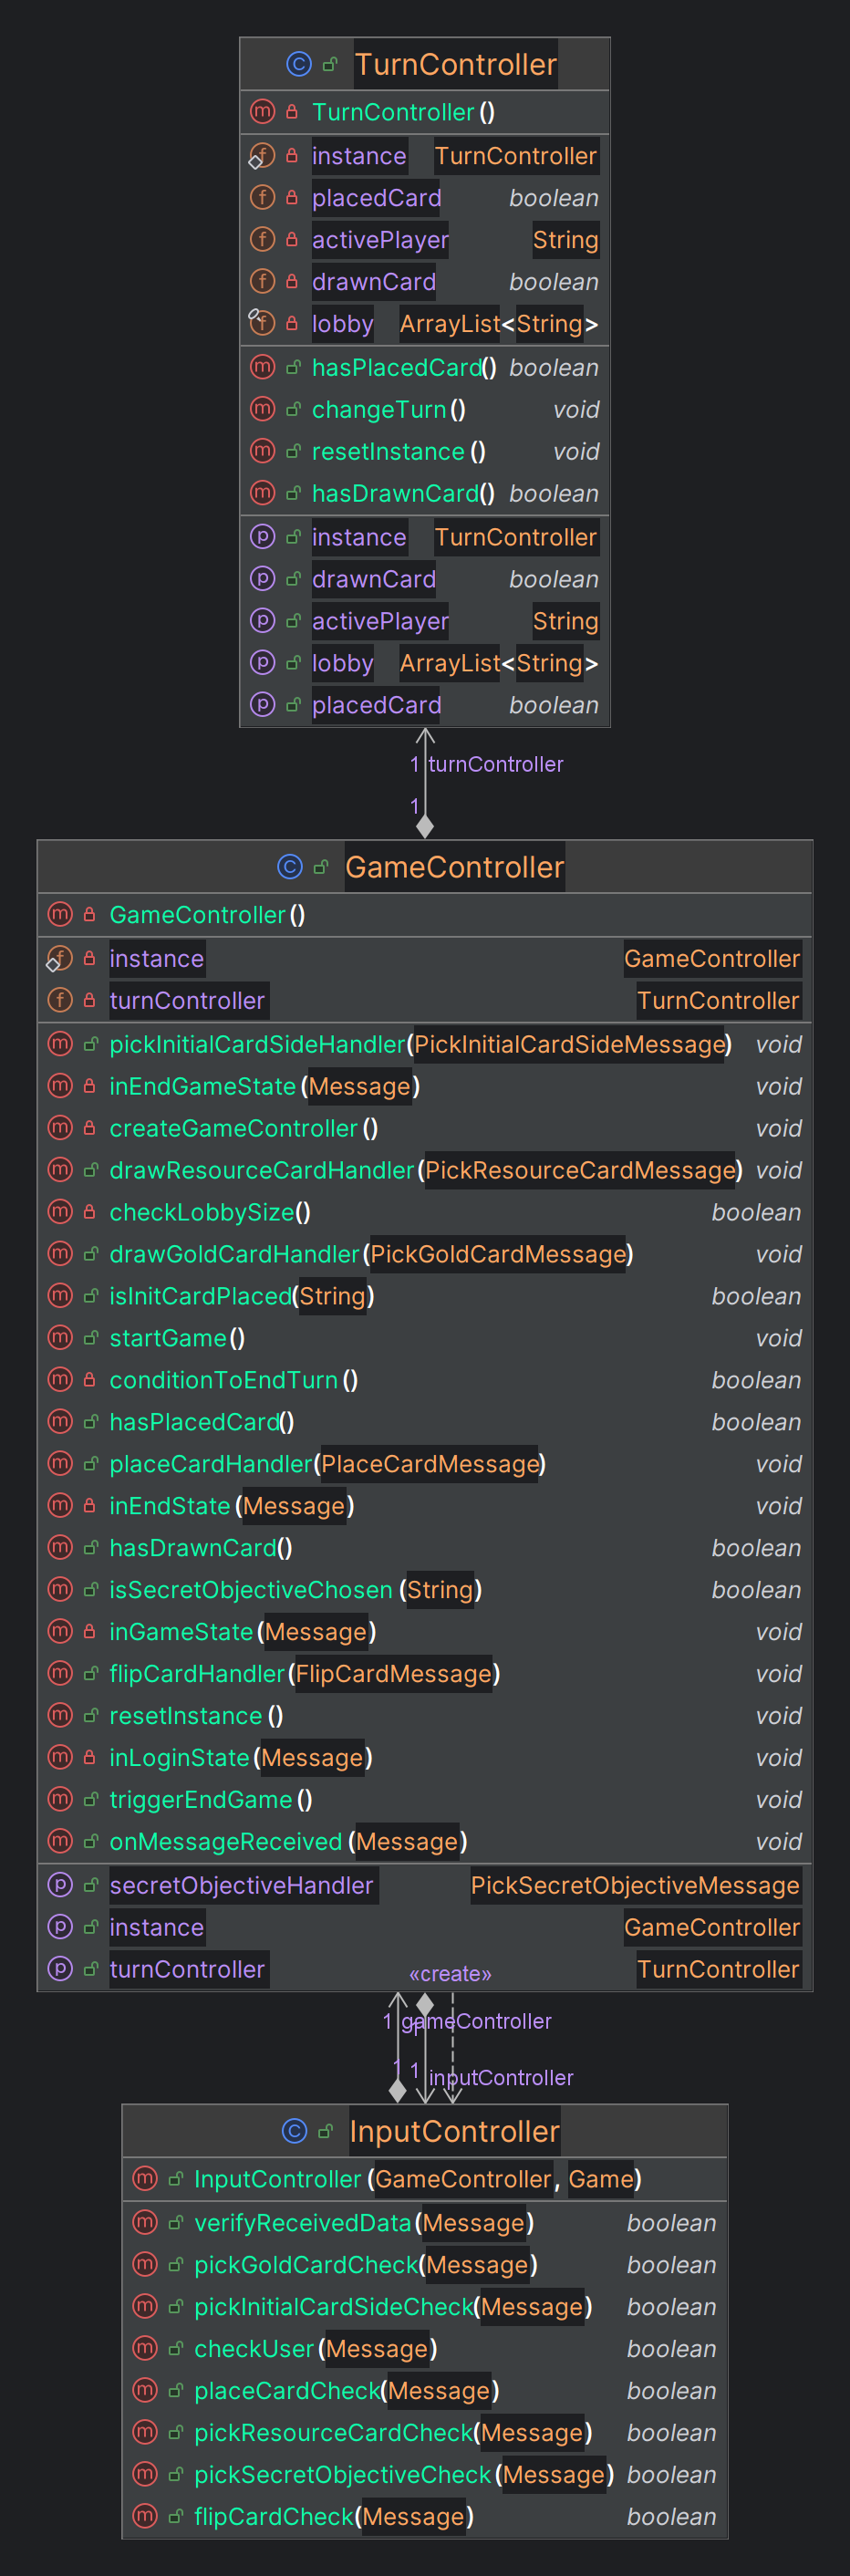 TurnController
TurnController()
instance TurnController
placedCard boolean
activePlayer String
drawnCard boolean
lobby ArrayList<String>
hasPlacedCard() boolean
changeTurn() void
resetInstance() void
hasDrawnCard() boolean
instance TurnController
drawnCard boolean
activePlayer String
lobby ArrayList<String>
placedCard boolean
1 turnController
1
GameController
GameController()
instance GameController
turnController TurnController
pickInitialCardSideHandler(PickInitialCardSideMessage) void
inEndGameState(Message) void
createGameController() void
drawResourceCardHandler(PickResourceCardMessage) void
checkLobbySize() boolean
drawGoldCardHandler(PickGoldCardMessage) void
isInitCardPlaced(String) boolean
startGame() void
conditionToEndTurn() boolean
hasPlacedCard() boolean
placeCardHandler(PlaceCardMessage) void
inEndState(Message) void
hasDrawnCard() boolean
isSecretObjectiveChosen(String) boolean
inGameState(Message) void
flipCardHandler(FlipCardMessage) void
resetInstance() void
inLoginState(Message) void
triggerEndGame() void
onMessageReceived(Message) void
secretObjectiveHandler PickSecretObjectiveMessage
instance GameController
turnController TurnController
«create»
1 gameController
1
1 1 inputController
InputController
InputController(GameController, Game)
verifyReceivedData(Message) boolean
pickGoldCardCheck(Message) boolean
pickInitialCardSideCheck(Message) boolean
checkUser(Message) boolean
placeCardCheck(Message) boolean
pickResourceCardCheck(Message) boolean
pickSecretObjectiveCheck(Message) boolean
flipCardCheck(Message) boolean